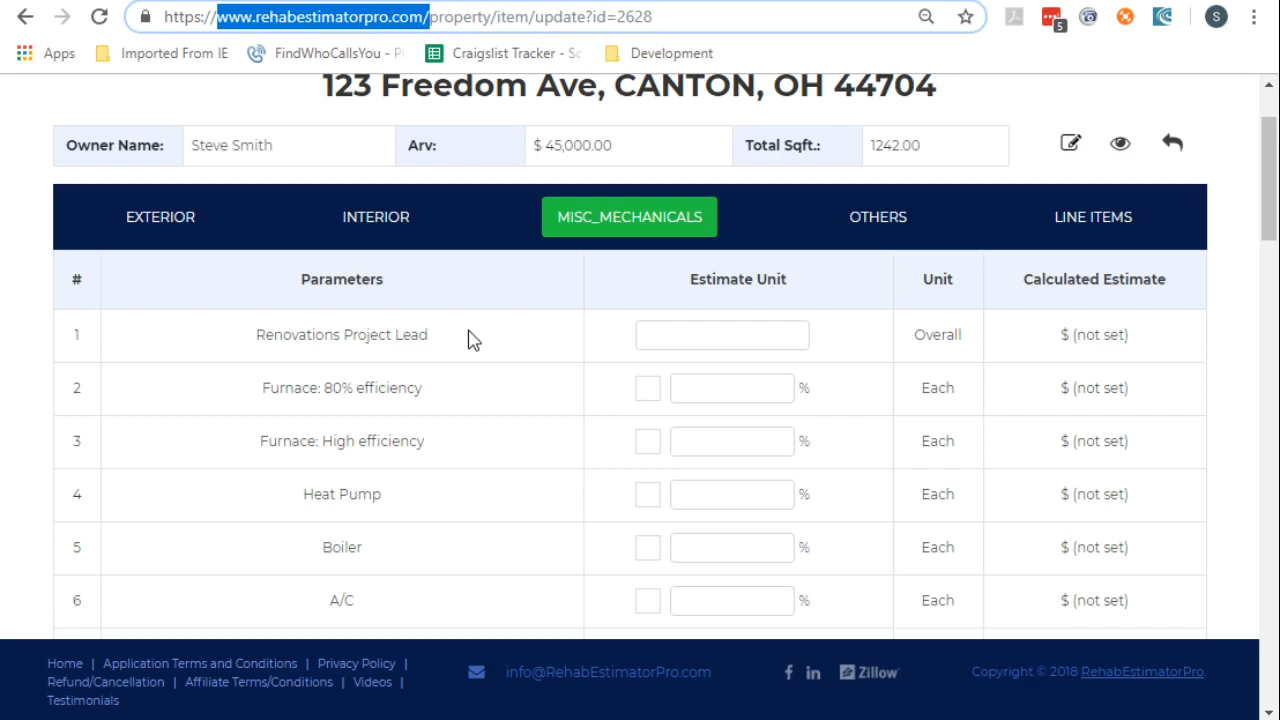 https://www.rehabestimatorpro.com/property/item/update?id=2628
5
S
Apps Imported From IE FindWhoCallsYou - Craigslist Tracker - Development
123 Freedom Ave, CANTON, OH 44704
Owner Name: Steve Smith Arv: $ 45,000.00 Total Sqft.: 1242.00
EXTERIOR INTERIOR MISC_MECHANICALS OTHERS LINE ITEMS
# Parameters Estimate Unit Unit Calculated Estimate
1 Renovations Project Lead Overall $ (not set)
2 Furnace: 80% efficiency % Each $ (not set)
3 Furnace: High efficiency % Each $ (not set)
4 Heat Pump % Each $ (not set)
5 Boiler % Each $ (not set)
6 A/C % Each $ (not set)
Home | Application Terms and Conditions | Privacy Policy |
Refund/Cancellation | Affiliate Terms/Conditions | Videos |
Testimonials
info@RehabEstimatorPro.com
Zillow
Copyright © 2018 RehabEstimatorPro.